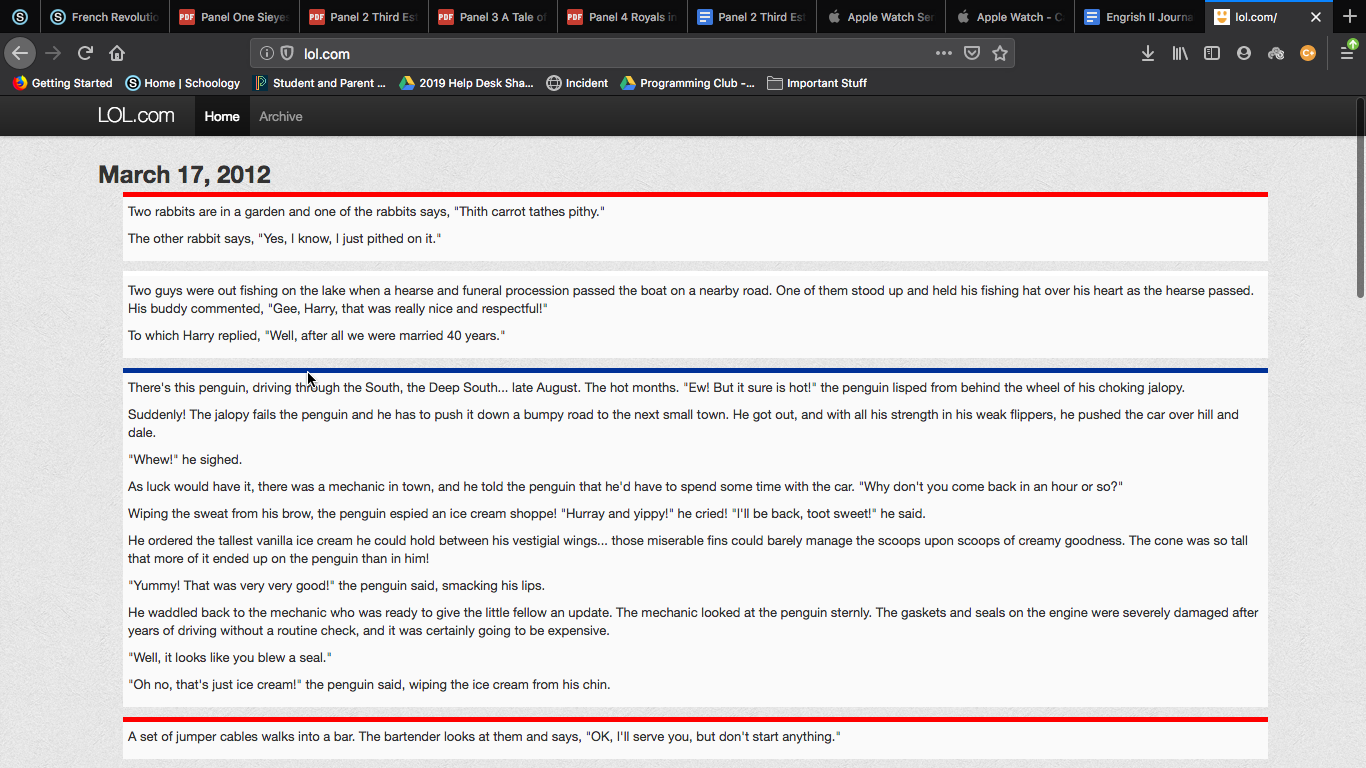 French Revoluti
Panel One Sieye
Panel 2 Third Est
Panel 3 A Tale of
Panel 4 Royals in
Panel 2 Third Est
Apple Watch Ser
Apple Watch - C
Engrish II Journa
lol.com/
lol.com
Getting Started
Home | Schoology
Student and Parent ...
2019 Help Desk Sha...
Incident
Programming Club -...
Important Stuff
LOL.com Home Archive
March 17, 2012
Two rabbits are in a garden and one of the rabbits says, "Thith carrot tathes pithy."
The other rabbit says, "Yes, I know, I just pithed on it."
Two guys were out fishing on the lake when a hearse and funeral procession passed the boat on a nearby road. One of them stood up and held his fishing hat over his heart as the hearse passed.
His buddy commented, "Gee, Harry, that was really nice and respectful!"
To which Harry replied, "Well, after all we were married 40 years."
There's this penguin, driving through the South, the Deep South... late August. The hot months. "Ew! But it sure is hot!" the penguin lisped from behind the wheel of his choking jalopy.
Suddenly! The jalopy fails the penguin and he has to push it down a bumpy road to the next small town. He got out, and with all his strength in his weak flippers, he pushed the car over hill and
dale.
"Whew!" he sighed.
As luck would have it, there was a mechanic in town, and he told the penguin that he'd have to spend some time with the car. "Why don't you come back in an hour or so?"
Wiping the sweat from his brow, the penguin espied an ice cream shoppe! "Hurray and yippy!" he cried! "I'll be back, toot sweet!" he said.
He ordered the tallest vanilla ice cream he could hold between his vestigial wings... those miserable fins could barely manage the scoops upon scoops of creamy goodness. The cone was so tall
that more of it ended up on the penguin than in him!
"Yummy! That was very very good!" the penguin said, smacking his lips.
He waddled back to the mechanic who was ready to give the little fellow an update. The mechanic looked at the penguin sternly. The gaskets and seals on the engine were severely damaged after
years of driving without a routine check, and it was certainly going to be expensive.
"Well, it looks like you blew a seal."
"Oh no, that's just ice cream!" the penguin said, wiping the ice cream from his chin.
A set of jumper cables walks into a bar. The bartender looks at them and says, "OK, I'll serve you, but don't start anything."